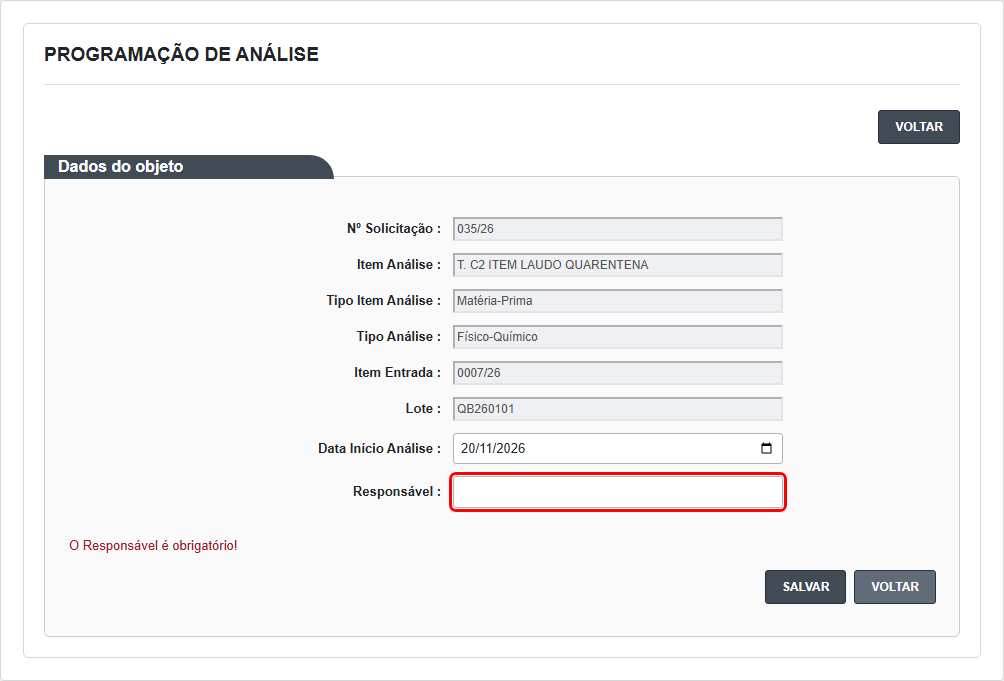 PROGRAMAÇÃO DE ANÁLISE
VOLTAR
Dados do objeto
Nº Solicitação : 035/26
Item Análise : T. C2 ITEM LAUDO QUARENTENA
Tipo Item Análise : Matéria-Prima
Tipo Análise : Físico-Químico
Item Entrada : 0007/26
Lote : QB260101
Data Início Análise : 20/11/2026
Responsável :
O Responsável é obrigatório!
SALVAR VOLTAR